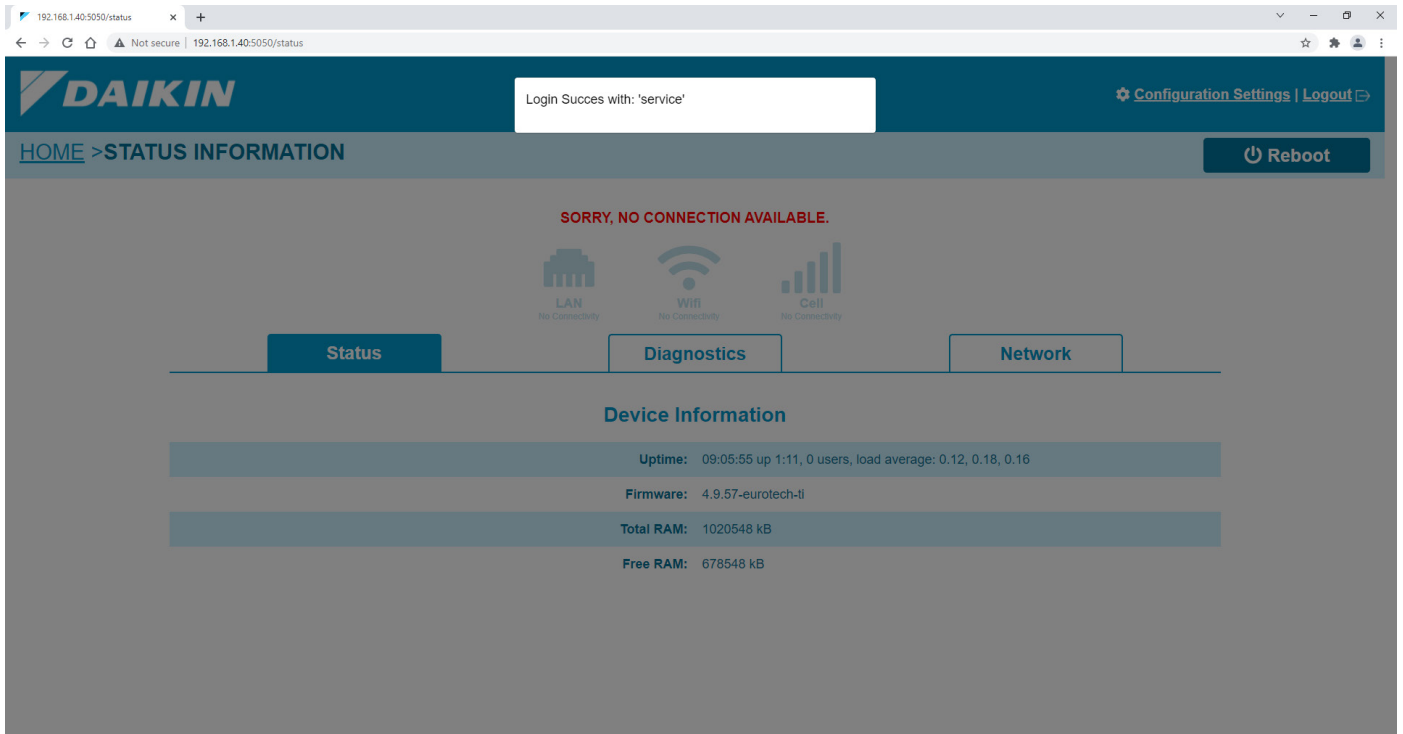 192.168.1.40:5050/status
Not secure | 192.168.1.40:5050/status
DAIKIN
Login Succes with: 'service'
Configuration Settings | Logout
HOME >STATUS INFORMATION
Reboot
SORRY, NO CONNECTION AVAILABLE.
LAN Wifi Cell
No Connectivity No Connectivity No Connectivity
Status Diagnostics Network
Device Information
Uptime: 09:05:55 up 1:11, 0 users, load average: 0.12, 0.18, 0.16
Firmware: 4.9.57-eurotech-ti
Total RAM: 1020548 kB
Free RAM: 678548 kB